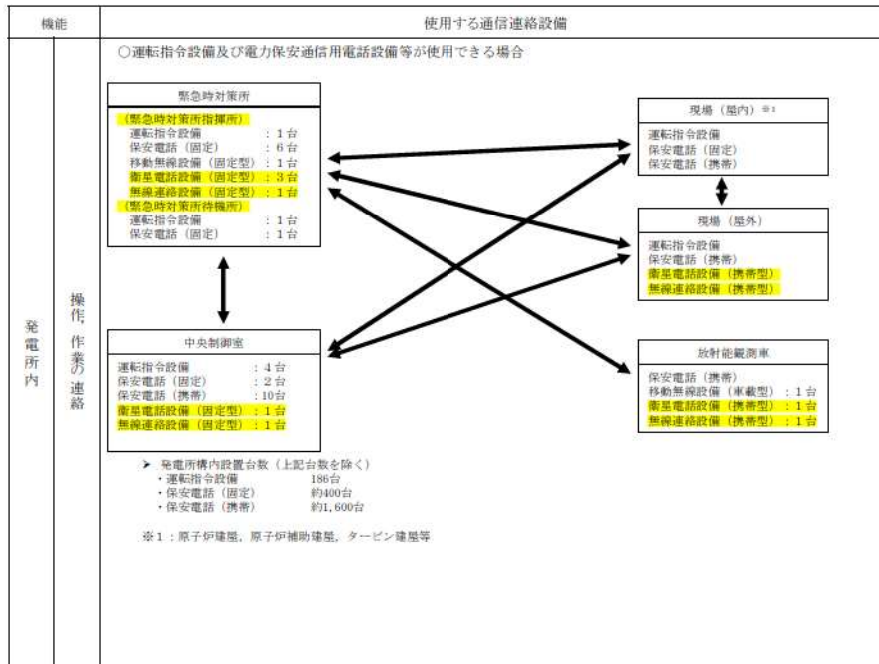 機能
使用する通信連絡設備
発電所内
操作，作業の連絡
○運転指令設備及び電力保安通信用電話設備等が使用できる場合
緊急時対策所
（緊急時対策所指揮所）
運転指令設備 ：１台
保安電話（固定） ：６台
移動無線設備（固定型）：１台
衛星電話設備（固定型）：３台
無線連絡設備（固定型）：１台
（緊急時対策所待機所）
運転指令設備 ：１台
保安電話（固定） ：１台
中央制御室
運転指令設備 ：４台
保安電話（固定） ：２台
保安電話（携帯） ：10台
衛星電話設備（固定型）：１台
無線連絡設備（固定型）：１台
現場（屋内）※1
運転指令設備
保安電話（固定）
保安電話（携帯）
現場（屋外）
運転指令設備
保安電話（携帯）
衛星電話設備（携帯型）
無線連絡設備（携帯型）
放射能観測車
保安電話（携帯）
移動無線設備（車載型）：１台
衛星電話設備（携帯型）：１台
無線連絡設備（携帯型）：１台
➤ 発電所構内設置台数（上記台数を除く）
・運転指令設備 186台
・保安電話（固定） 約400台
・保安電話（携帯） 約1,600台
※１：原子炉建屋，原子炉補助建屋，タービン建屋等